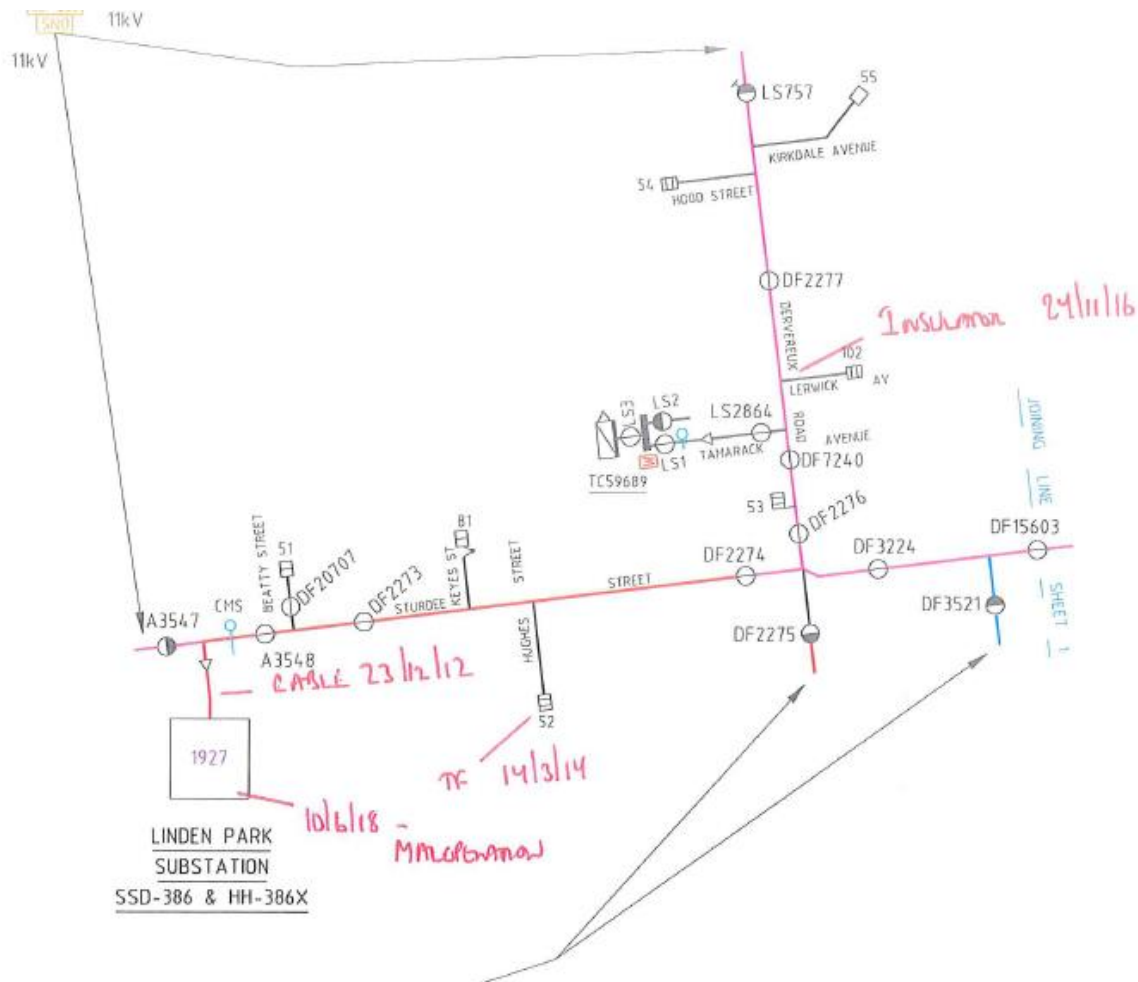 11kV
11kV
LS757
55
KIRKDALE AVENUE
54
HOOD STREET
DF2277
DERVEREUX
INSULATOR 24/11/16
102
LERWICK AV
LS2
LS3
LS2864
ROAD
AVENUE
LS1
TAMARACK
DF7240
TC59689
JOINING LINE
SHEET 1
53
DF2276
DF15603
BEATTY STREET
51
DF20707
DF2273
81
KEYES ST
STREET
DF2274
DF3224
STREET
STURDEE
CMS
A3547
HUGHES
DF2275
DF3521
A3548
CABLE 23/12/12
52
TF 14/3/14
1927
10/6/18 -
MALOPERATION
LINDEN PARK
SUBSTATION
SSD-386 & HH-386X